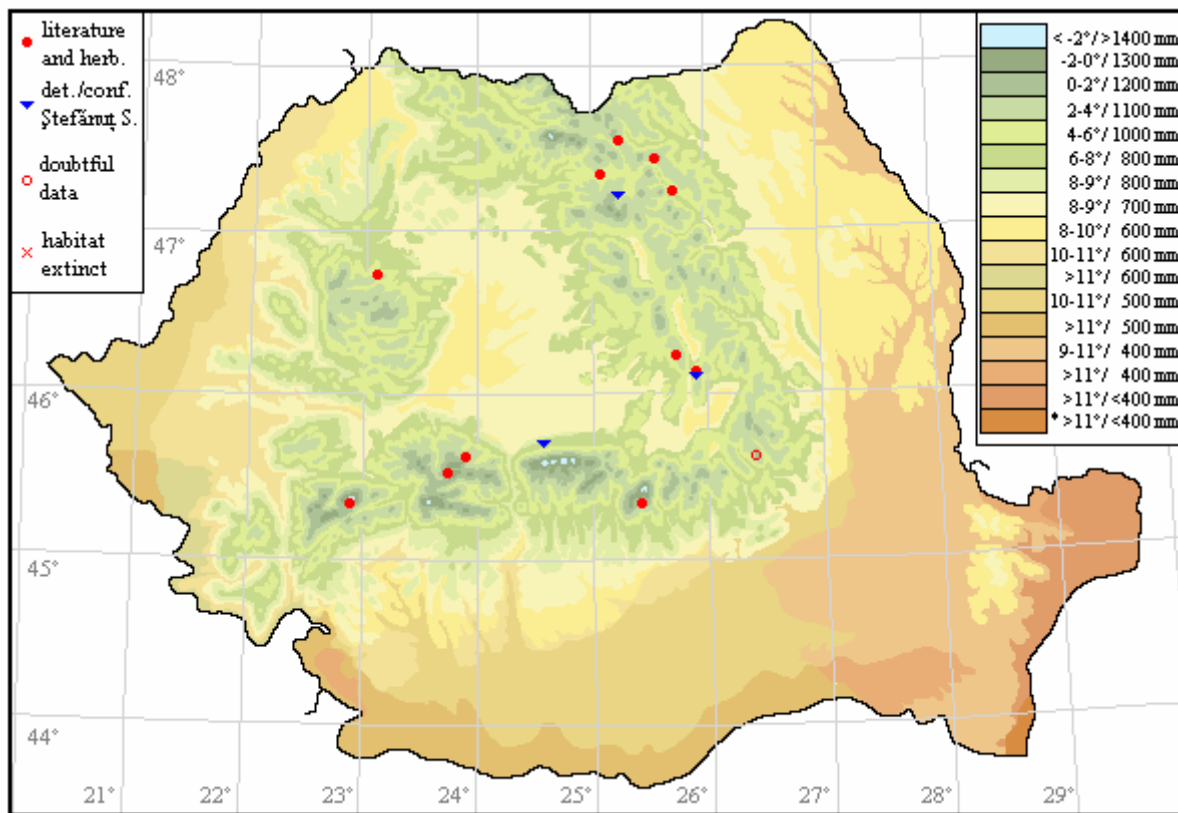 literature
and herb.
det./conf.
Ştefănuţ S.
doubtful
data
habitat
extinct
< -2°/>1400 mm
-2-0°/ 1300 mm
0-2°/ 1200 mm
2-4°/ 1100 mm
4-6°/ 1000 mm
6-8°/ 800 mm
8-9°/ 800 mm
8-9°/ 700 mm
8-10°/ 600 mm
10-11°/ 600 mm
>11°/ 600 mm
10-11°/ 500 mm
>11°/ 500 mm
9-11°/ 400 mm
>11°/ 400 mm
>11°/<400 mm
* >11°/<400 mm
48°
47°
46°
45°
44°
21° 22° 23° 24° 25° 26° 27° 28° 29°